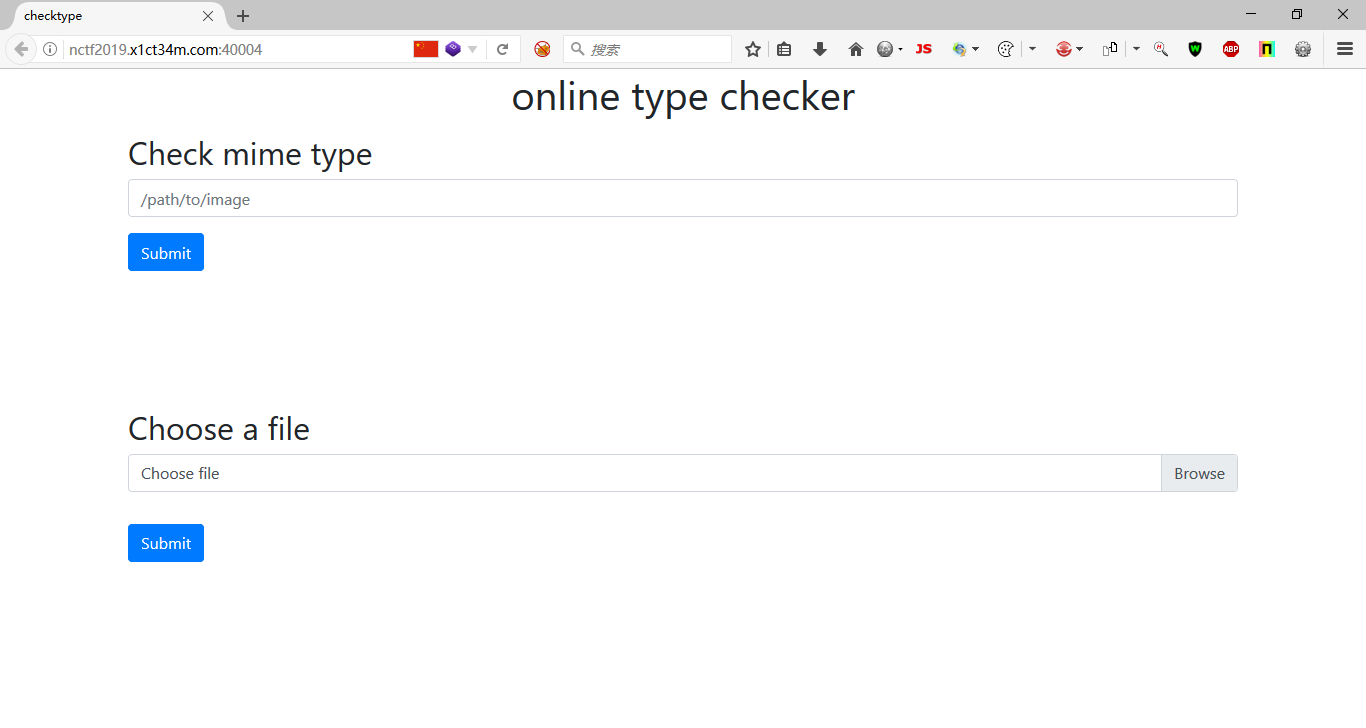 checktype
nctf2019.x1ct34m.com:40004
搜索
JS
ABP
online type checker
Check mime type
/path/to/image
Submit
Choose a file
Choose file
Browse
Submit